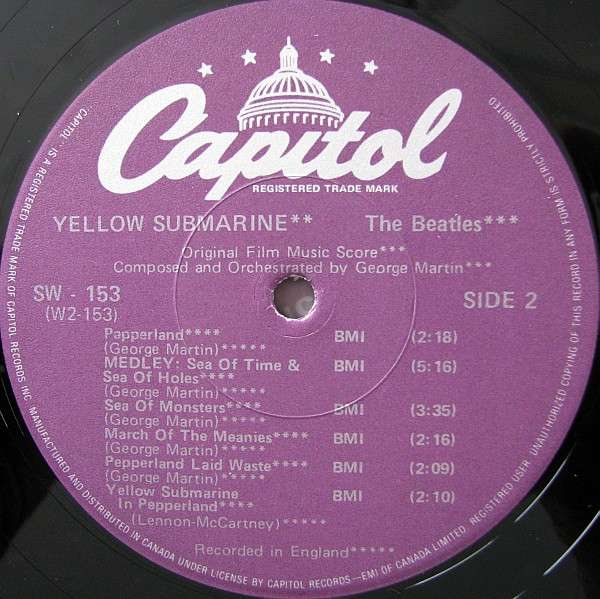 Capitol
REGISTERED TRADE MARK
YELLOW SUBMARINE** The Beatles***
Original Film Music Score***
Composed and Orchestrated by George Martin***
SW - 153 SIDE 2
(W2-153)
Papperland**** BMI (2:18)
(George Martin)*****
MEDLEY: Sea Of Time & BMI (5:16)
Sea Of Holes****
(George Martin)*****
Sea Of Monsters**** BMI (3:35)
(George Martin)*****
March Of The Meanies**** BMI (2:16)
(George Martin)*****
Pepperland Laid Waste**** BMI (2:09)
(George Martin)*****
Yellow Submarine BMI (2:10)
In Pepperland****
(Lennon-McCartney)*****
Recorded in England*****
"CAPITOL" IS A REGISTERED TRADE MARK OF CAPITOL RECORDS INC. MANUFACTURED AND DISTRIBUTED IN CANADA UNDER LICENSE BY CAPITOL RECORDS—EMI OF CANADA LIMITED. REGISTERED USER. UNAUTHORIZED COPYING OF THIS RECORD IN ANY FORM IS STRICTLY PROHIBITED